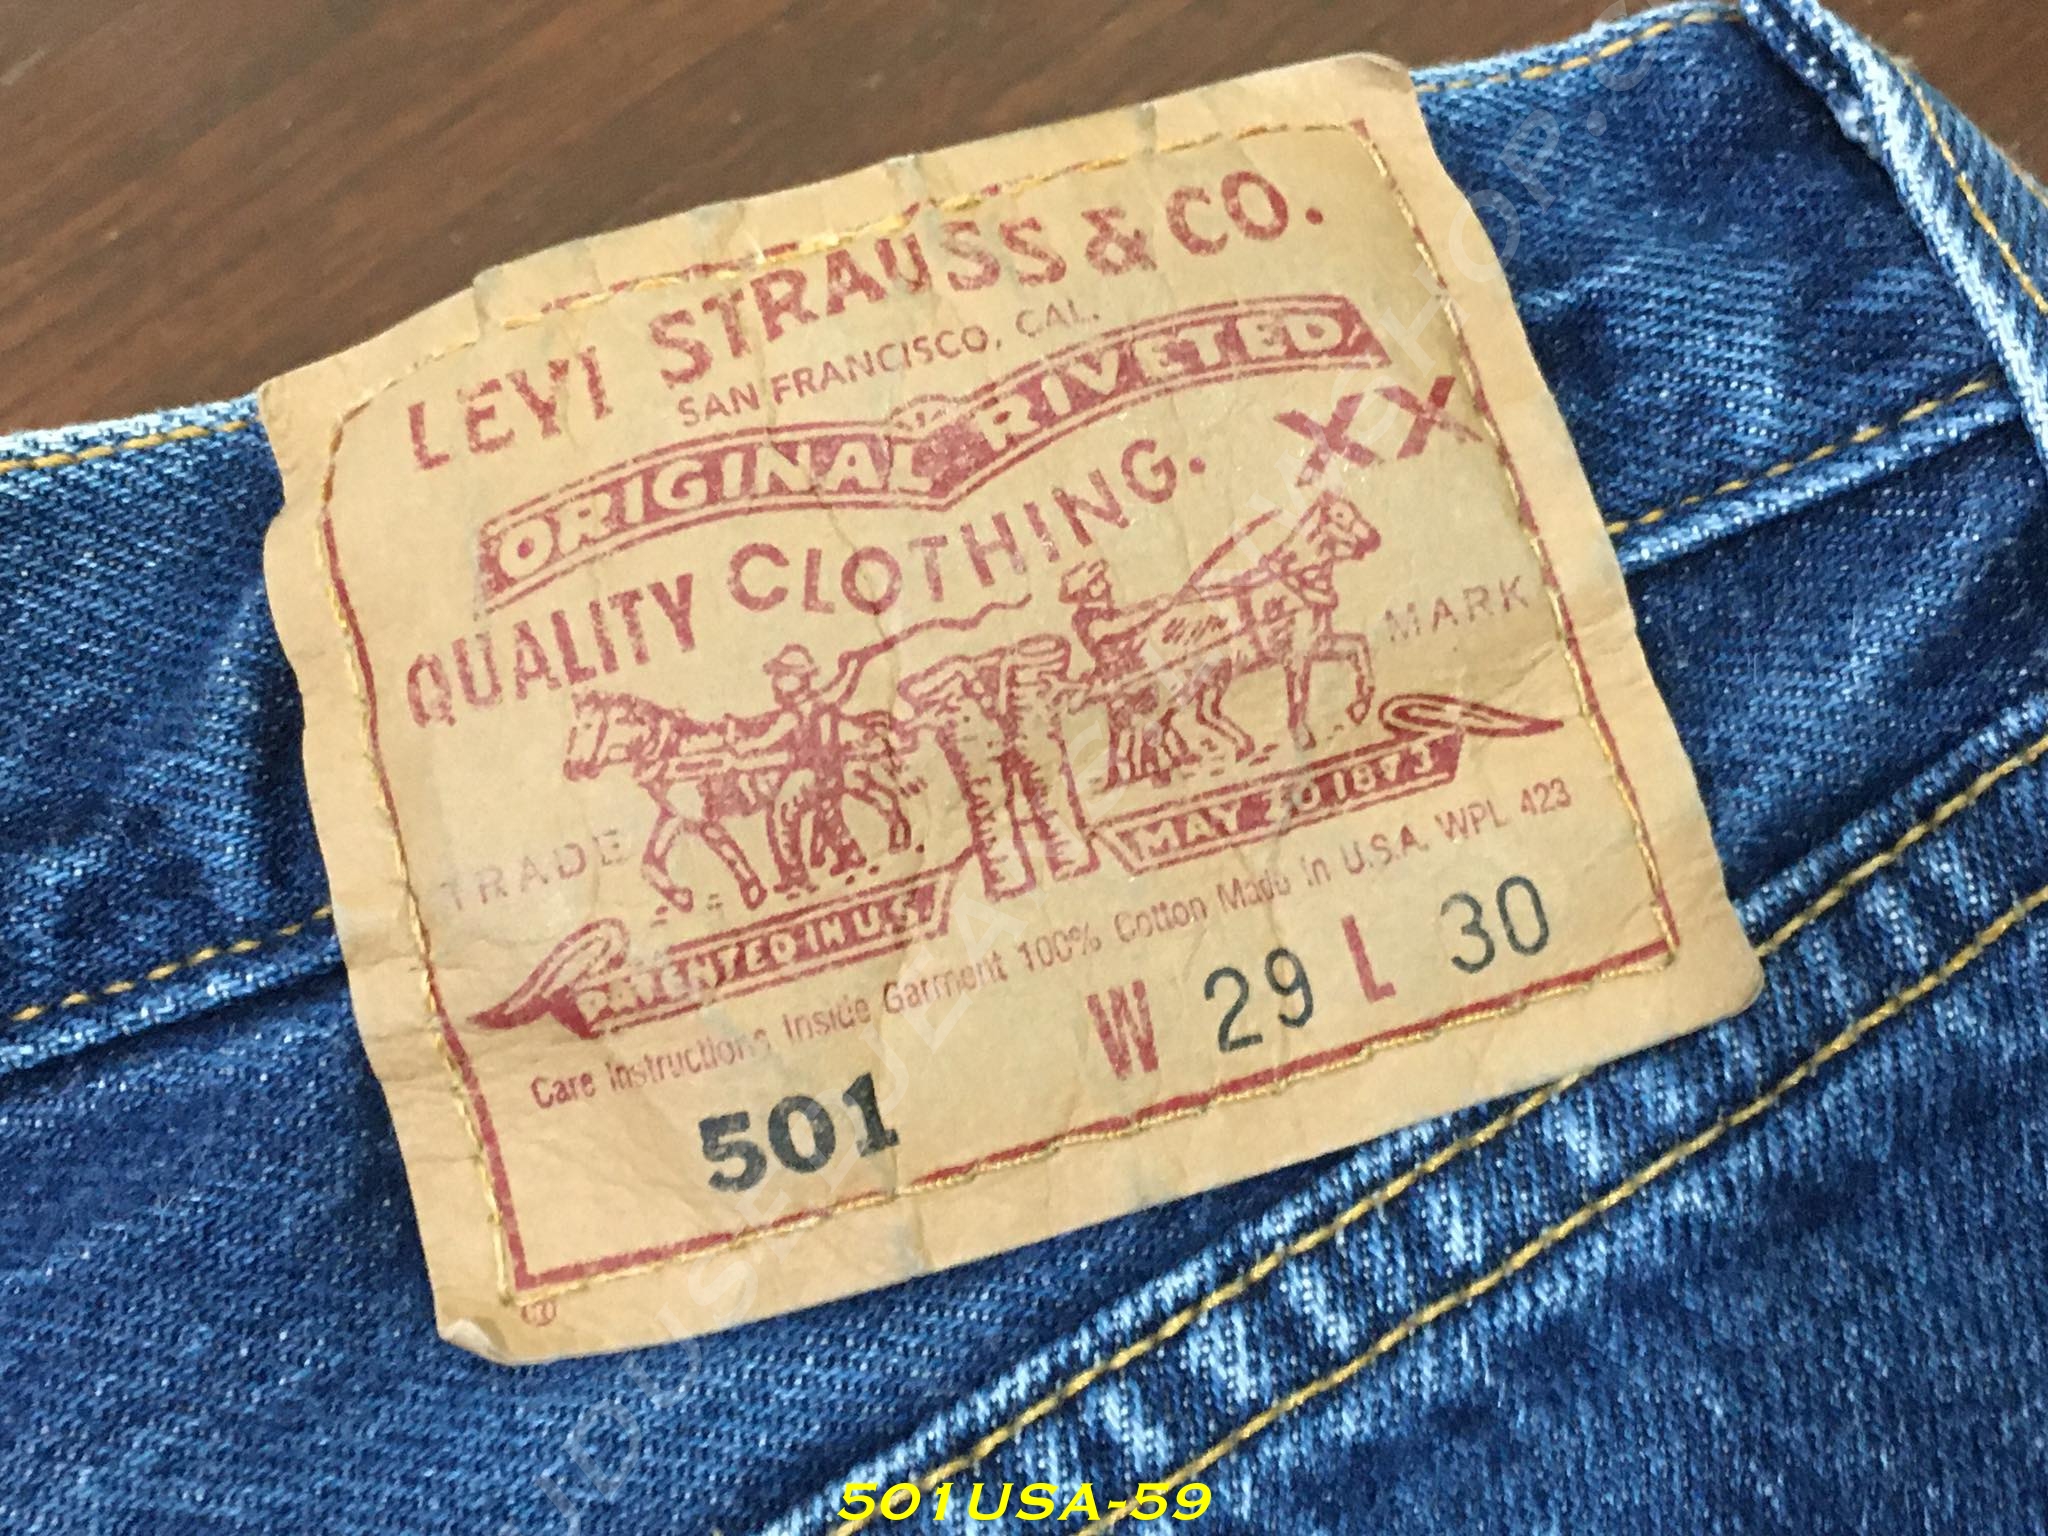 LEVI STRAUSS & CO.
SAN FRANCISCO, CAL.
ORIGINAL RIVETED
QUALITY CLOTHING. XX
TRADE MARK
PATENTED IN U.S. MAY 20 1873
Care Instructions Inside Garment 100% Cotton Made in U.S.A. WPL 423
501 W 29 L 30
®
501USA-59